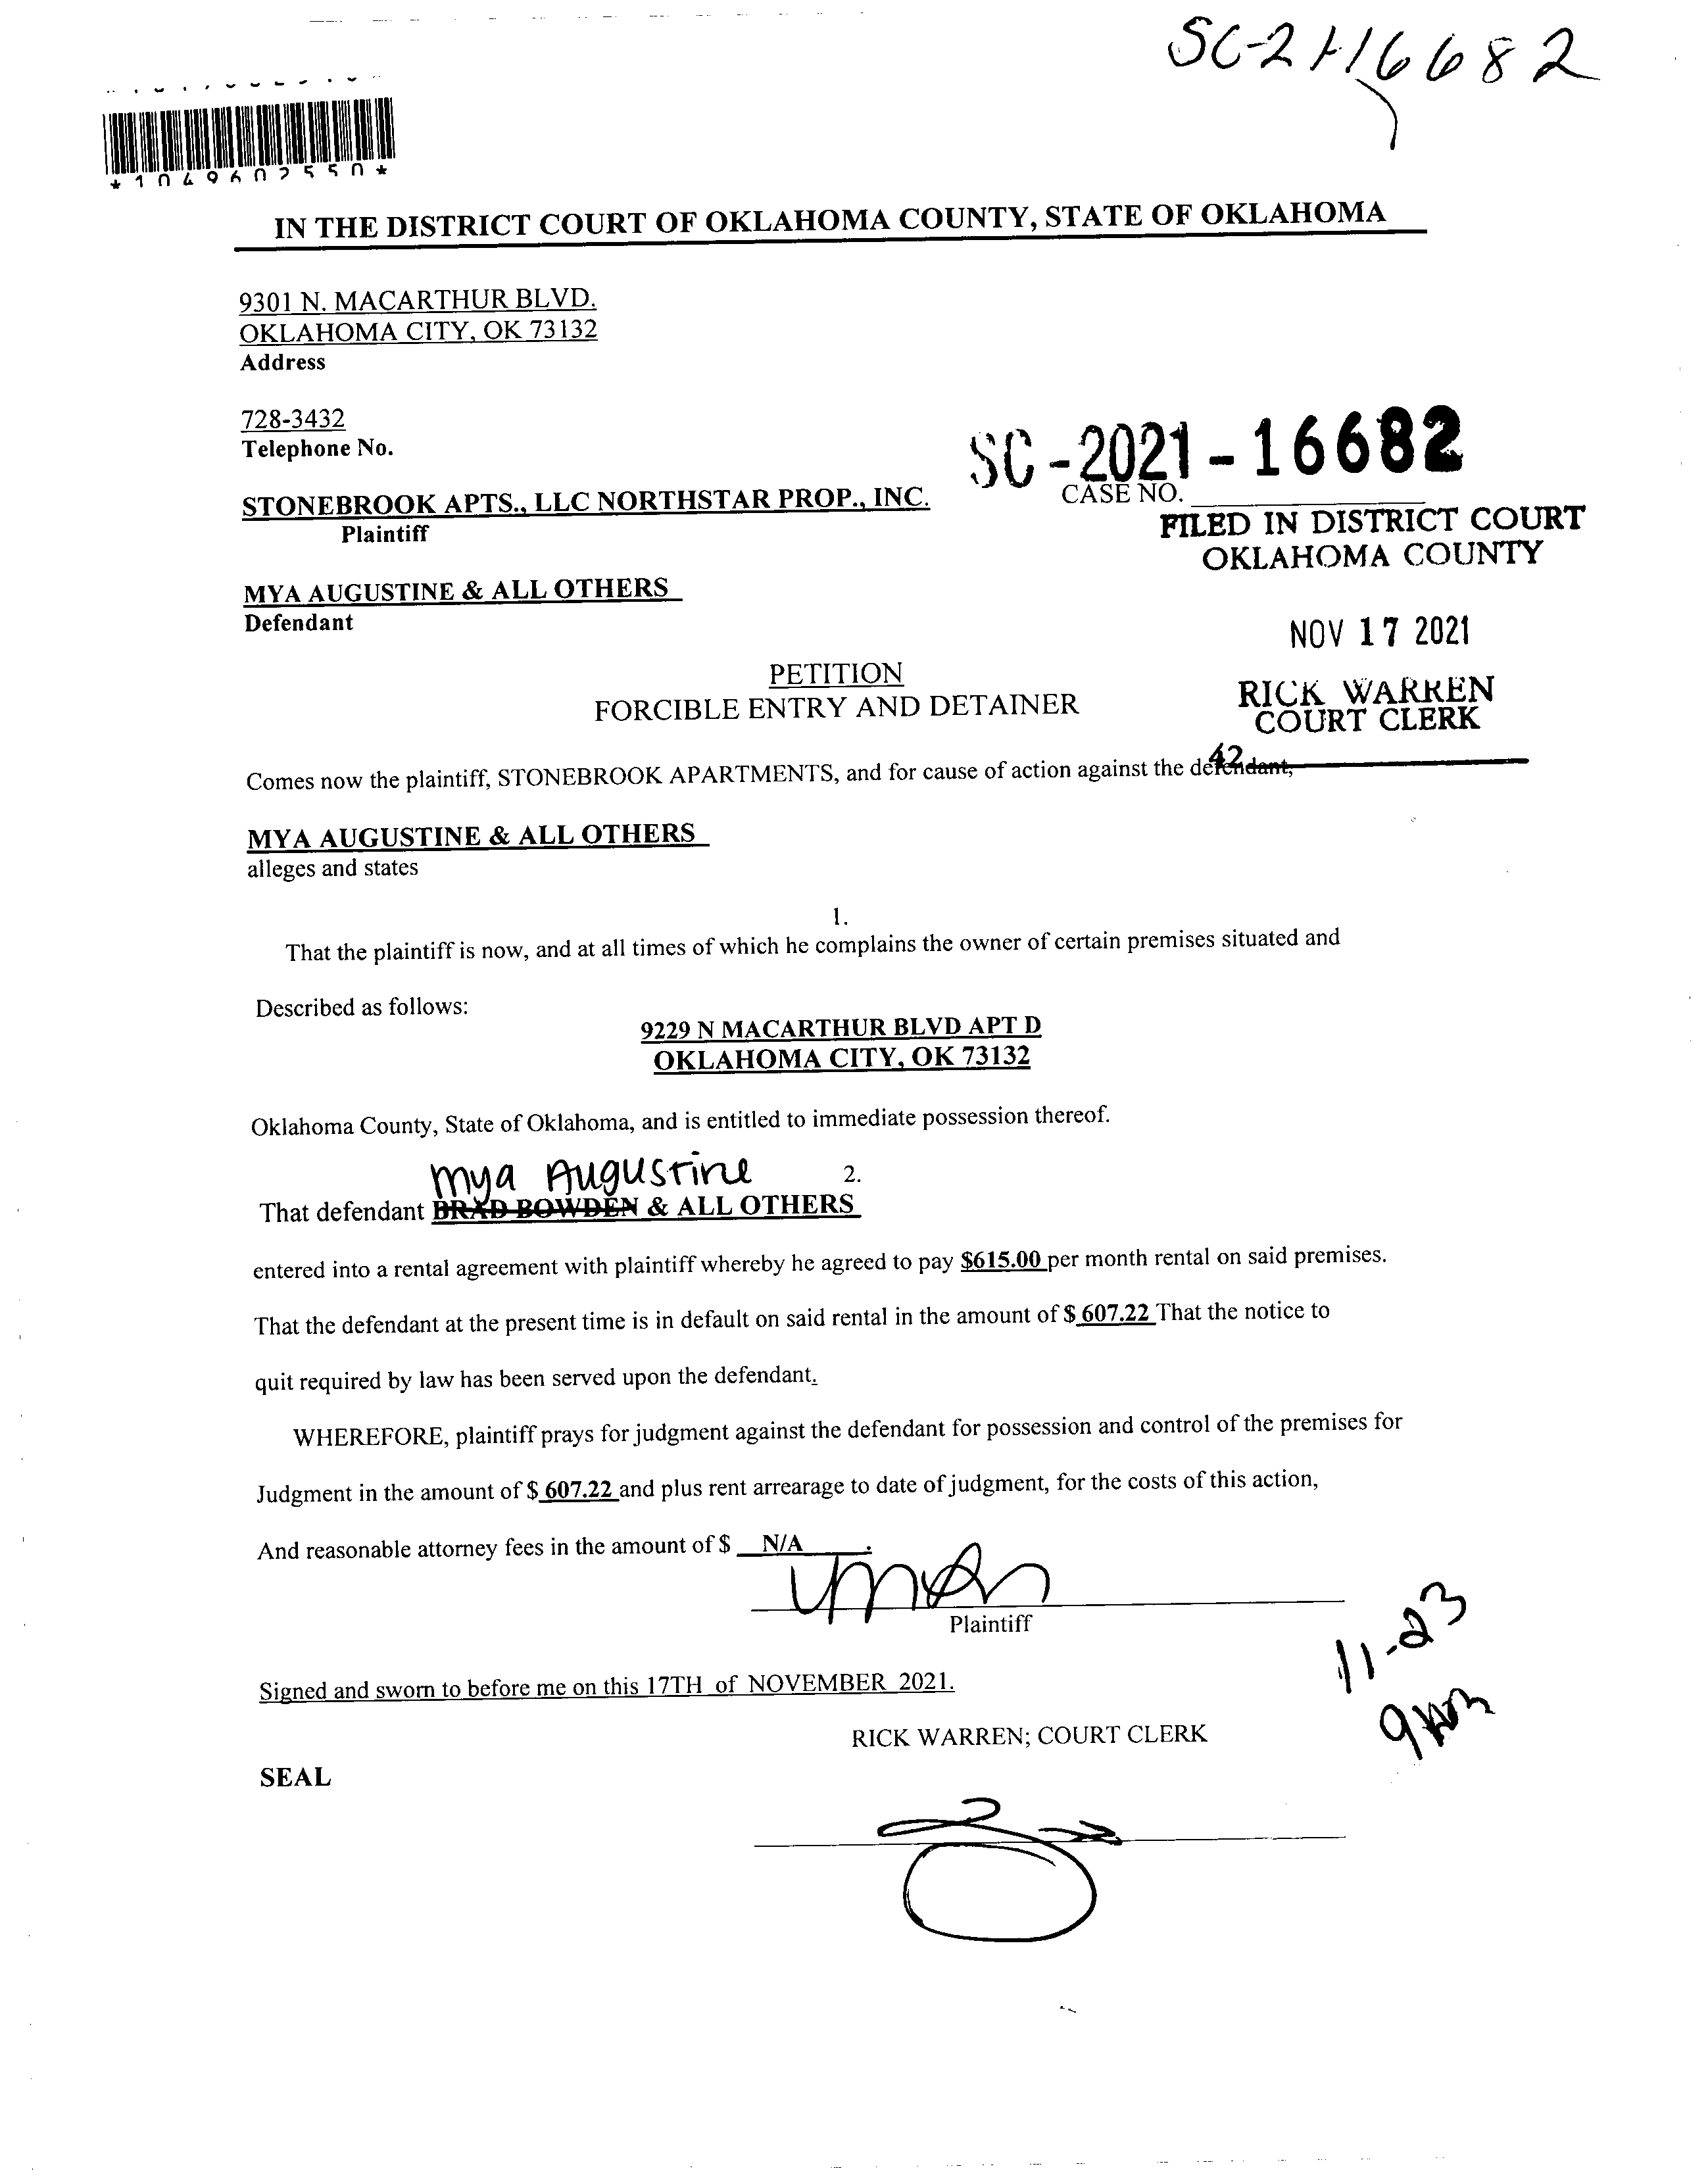 SC-21-16682
*1049602550*
IN THE DISTRICT COURT OF OKLAHOMA COUNTY, STATE OF OKLAHOMA
9301 N. MACARTHUR BLVD.
OKLAHOMA CITY, OK 73132
Address
728-3432
Telephone No.
SC-2021-16682
CASE NO.
STONEBROOK APTS., LLC NORTHSTAR PROP., INC.
Plaintiff
FILED IN DISTRICT COURT
OKLAHOMA COUNTY
MYA AUGUSTINE & ALL OTHERS
Defendant
NOV 17 2021
PETITION
FORCIBLE ENTRY AND DETAINER
RICK WARREN
COURT CLERK
42
Comes now the plaintiff, STONEBROOK APARTMENTS, and for cause of action against the defendant,
MYA AUGUSTINE & ALL OTHERS
alleges and states
1.
That the plaintiff is now, and at all times of which he complains the owner of certain premises situated and
Described as follows:
9229 N MACARTHUR BLVD APT D
OKLAHOMA CITY, OK 73132
Oklahoma County, State of Oklahoma, and is entitled to immediate possession thereof.
Mya Augustine
2.
That defendant BRAD BOWDEN & ALL OTHERS
entered into a rental agreement with plaintiff whereby he agreed to pay $615.00 per month rental on said premises.
That the defendant at the present time is in default on said rental in the amount of $ 607.22 That the notice to
quit required by law has been served upon the defendant.
WHEREFORE, plaintiff prays for judgment against the defendant for possession and control of the premises for
Judgment in the amount of $ 607.22 and plus rent arrearage to date of judgment, for the costs of this action,
And reasonable attorney fees in the amount of $ N/A .
Plaintiff
11-23
Signed and sworn to before me on this 17TH of NOVEMBER 2021.
RICK WARREN; COURT CLERK
SEAL